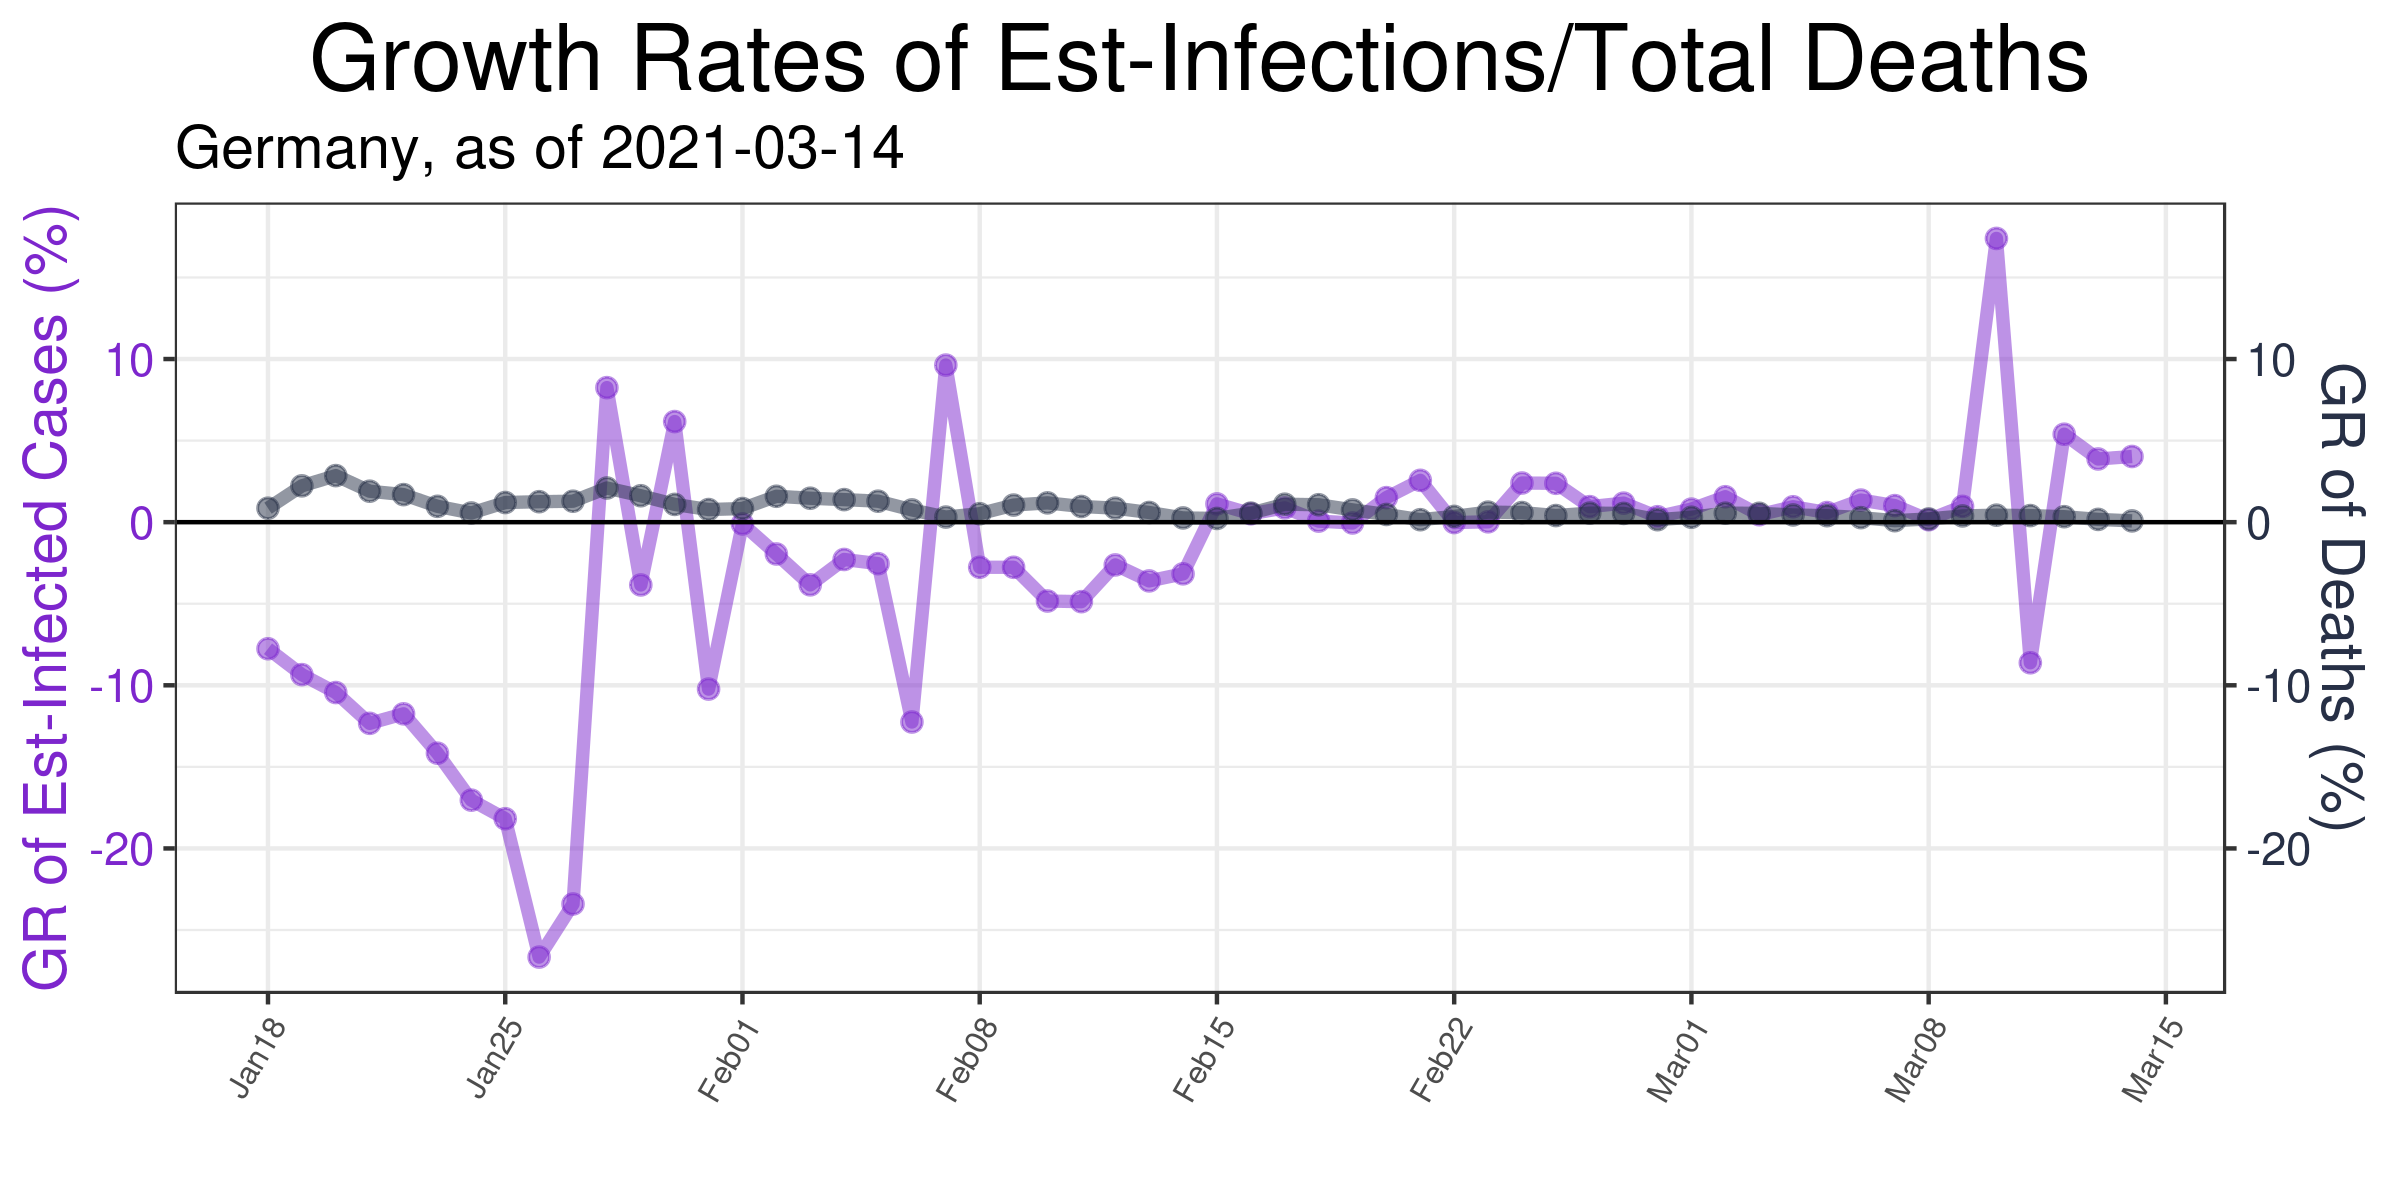 Growth Rates of Est-Infections/Total Deaths
Germany, as of 2021-03-14
GR of Est-Infected Cases (%)
10
0
-10
-20
10
0
-10
-20
GR of Deaths (%)
Jan18
Jan25
Feb01
Feb08
Feb15
Feb22
Mar01
Mar08
Mar15